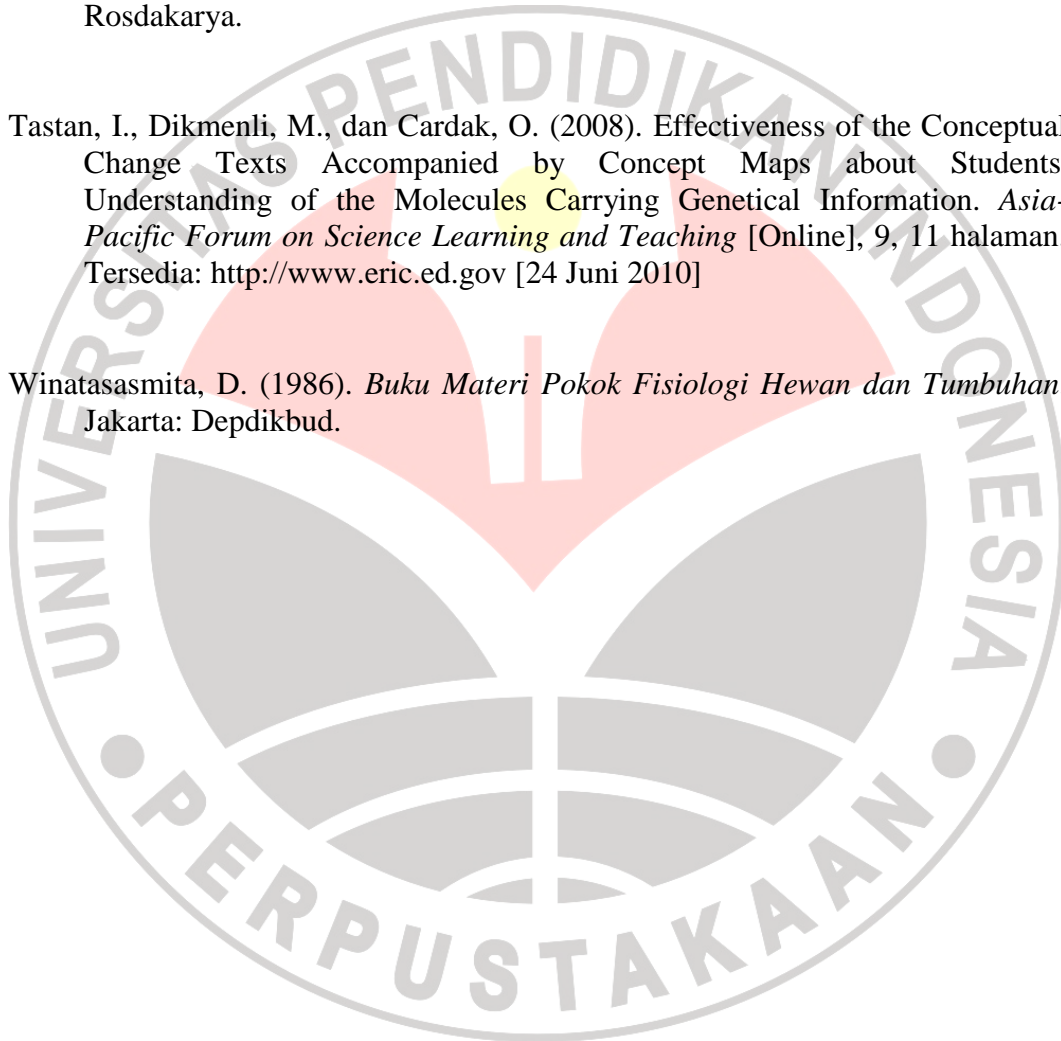 Rosdakarya.
Tastan, I., Dikmenli, M., dan Cardak, O. (2008). Effectiveness of the Conceptual
Change Texts Accompanied by Concept Maps about Students
Understanding of the Molecules Carrying Genetical Information. Asia-
Pacific Forum on Science Learning and Teaching [Online], 9, 11 halaman.
Tersedia: http://www.eric.ed.gov [24 Juni 2010]
Winatasasmita, D. (1986). Buku Materi Pokok Fisiologi Hewan dan Tumbuhan
Jakarta: Depdikbud.
UNIVERSITAS PENDIDIKAN INDONESIA
PERPUSTAKAAN